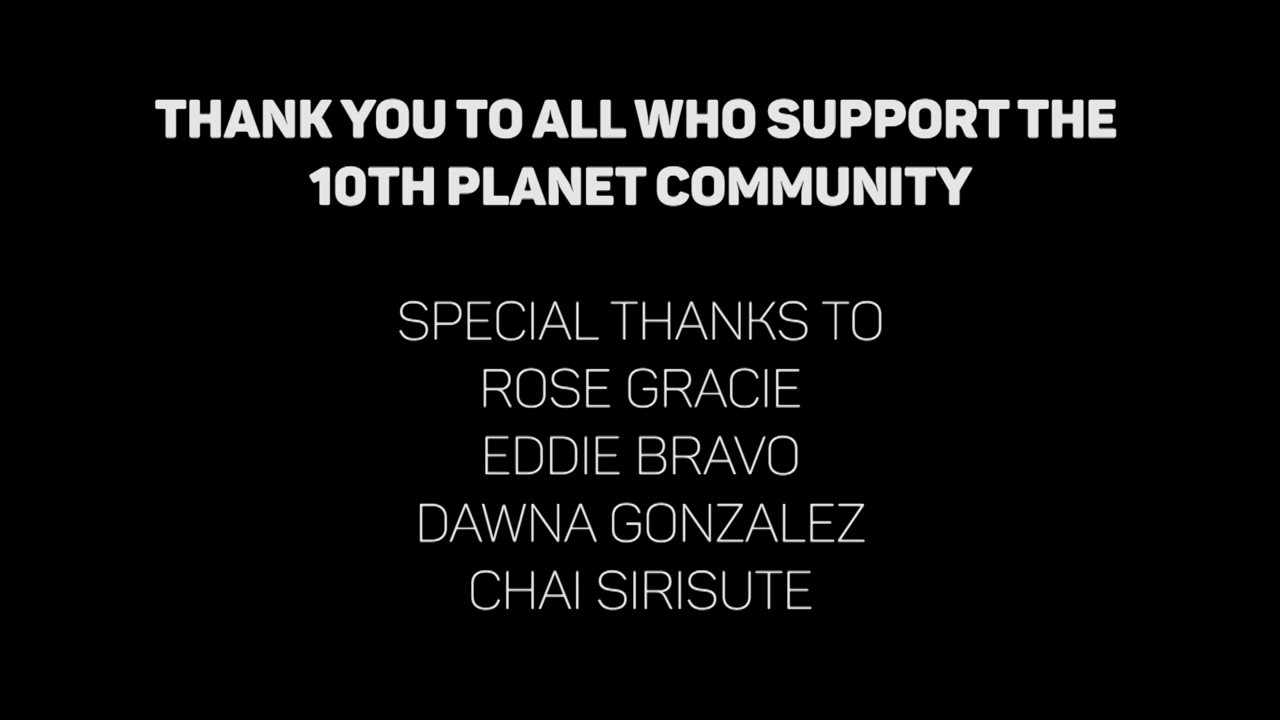 THANK YOU TO ALL WHO SUPPORT THE
10TH PLANET COMMUNITY
SPECIAL THANKS TO
ROSE GRACIE
EDDIE BRAVO
DAWNA GONZALEZ
CHAI SIRISUTE